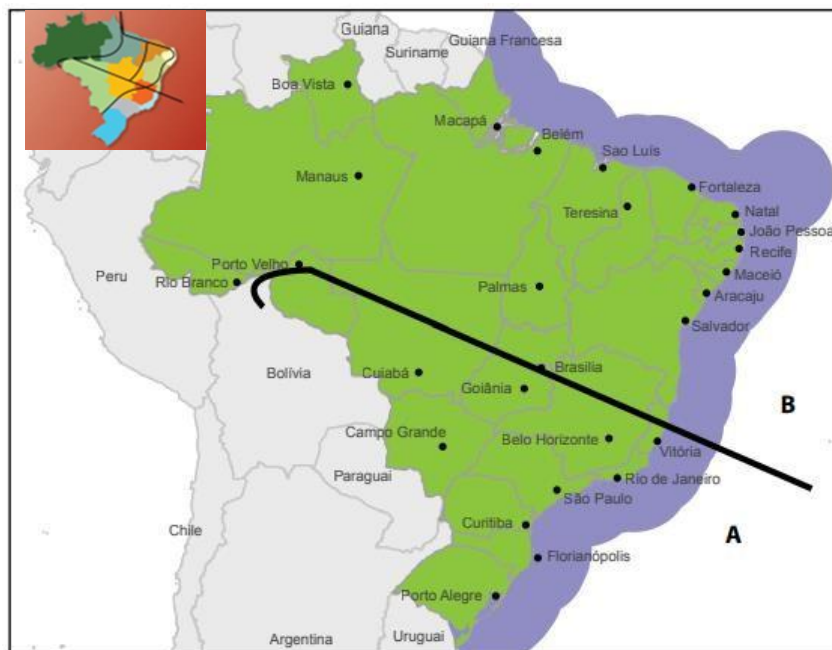 Guiana
Suriname
Guiana Francesa
Boa Vista
Macapá
Belém
Sao Luís
Manaus
Fortaleza
Teresina
Natal
João Pessoa
Recife
Porto Velho
Peru
Rio Branco
Maceió
Palmas
Aracaju
Salvador
Bolívia
Cuiabá
Brasilia
Goiânia
B
Campo Grande
Belo Horizonte
Vitória
Paraguai
Rio de Janeiro
São Paulo
Curitiba
A
Chile
Florianópolis
Porto Alegre
Argentina
Uruguai